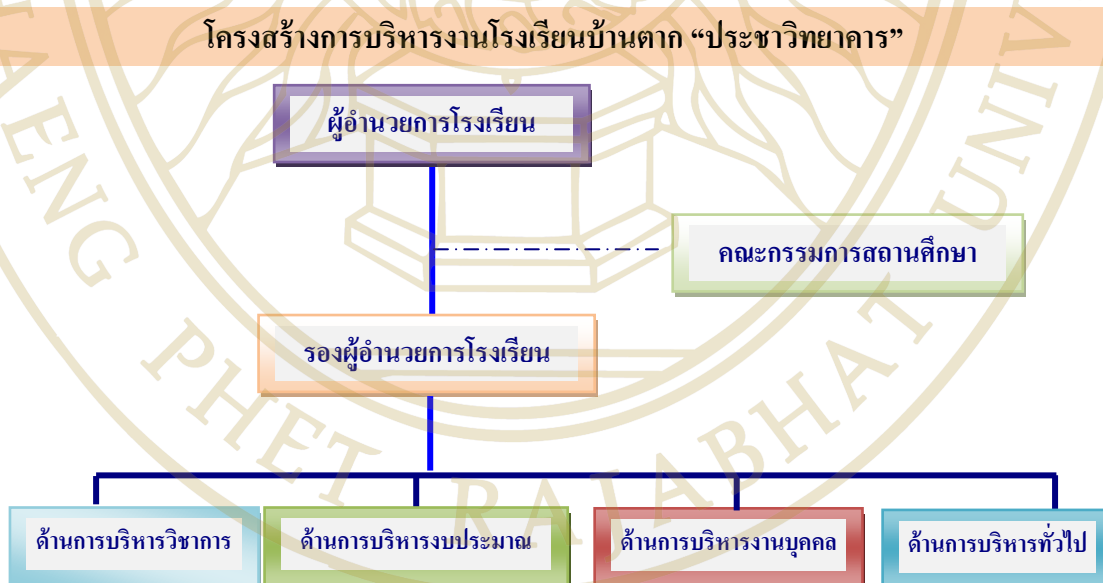 โครงสร้างการบริหารงานโรงเรียนบ้านตาก “ประชาวิทยาคาร”
ผู้อำนวยการโรงเรียน
คณะกรรมการสถานศึกษา
รองผู้อำนวยการโรงเรียน
ด้านการบริหารวิชาการ
ด้านการบริหารงบประมาณ
ด้านการบริหารงานบุคคล
ด้านการบริหารทั่วไป
AENG PHET RAJABHAT UNIV